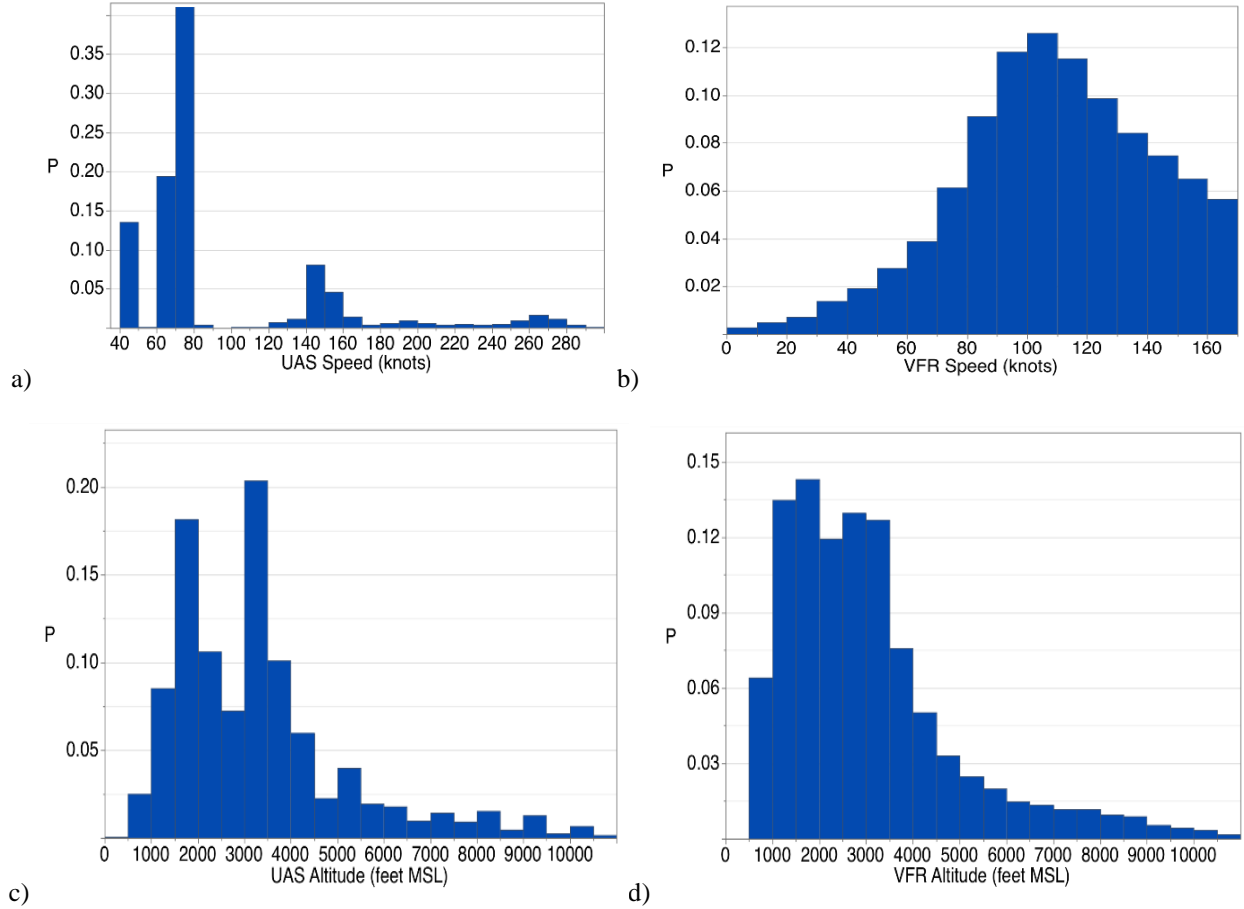 0.35
0.30
0.25
P
0.20
0.15
0.10
0.05
40 60 80 100 120 140 160 180 200 220 240 260 280
UAS Speed (knots)
a)
0.12
0.10
0.08
P
0.06
0.04
0.02
0 20 40 60 80 100 120 140 160
VFR Speed (knots)
b)
0.20
0.15
P
0.10
0.05
0 1000 2000 3000 4000 5000 6000 7000 8000 9000 10000
UAS Altitude (feet MSL)
c)
0.15
0.12
0.09
P
0.06
0.03
0 1000 2000 3000 4000 5000 6000 7000 8000 9000 10000
VFR Altitude (feet MSL)
d)